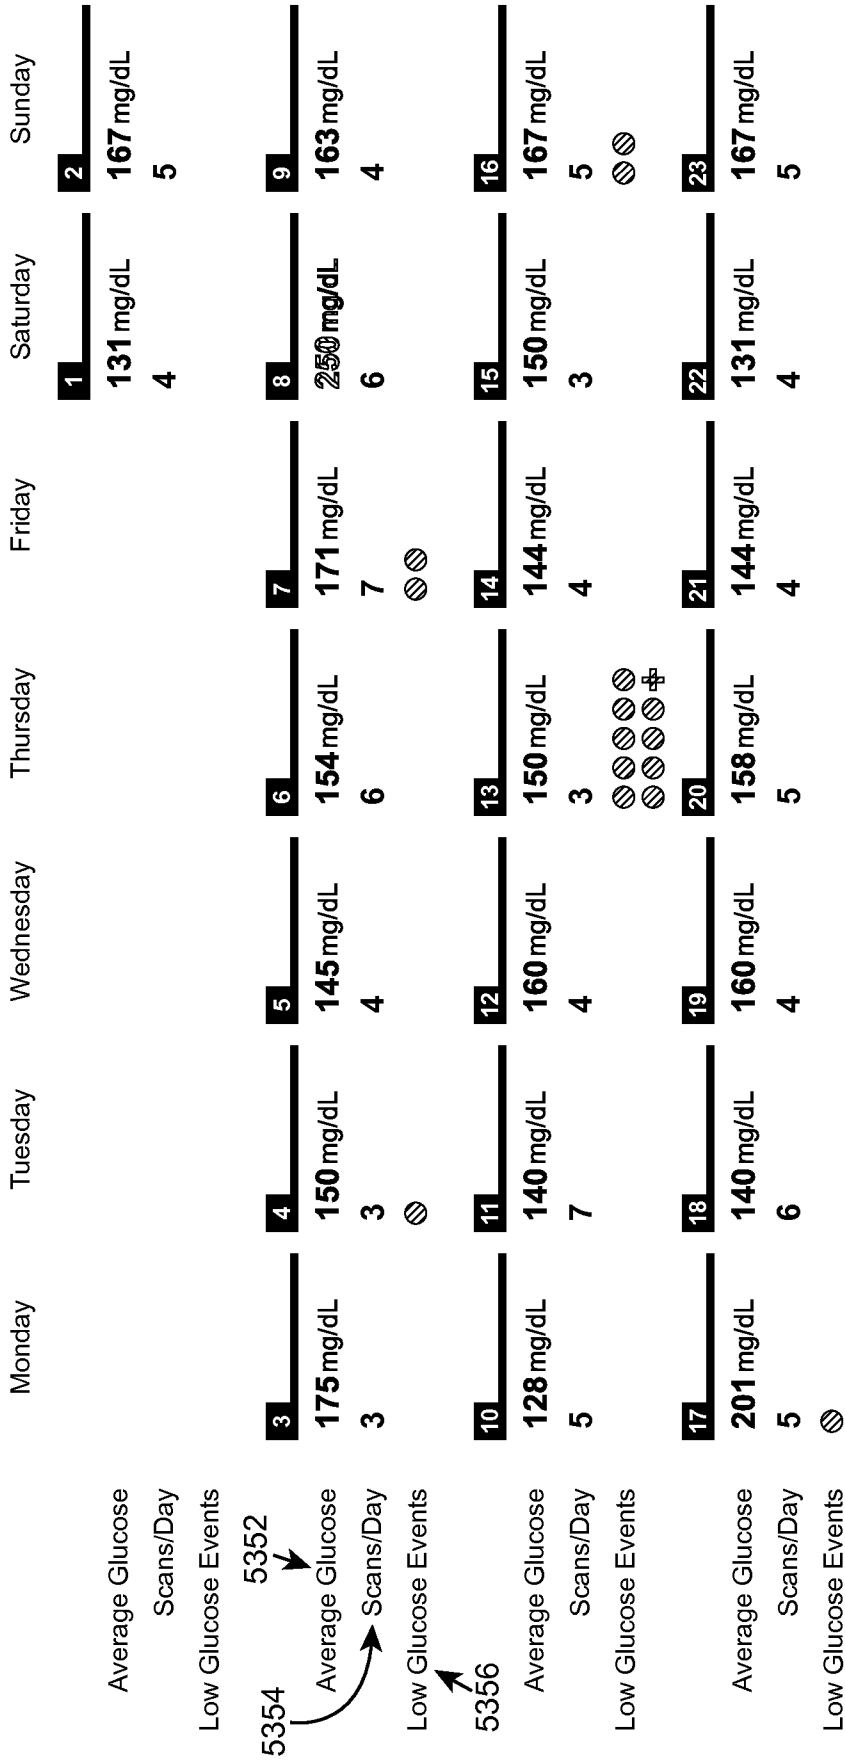 Monday Tuesday Wednesday Thursday Friday Saturday Sunday
1 2
Average Glucose 131 mg/dL 167 mg/dL
Scans/Day 4 5
Low Glucose Events
5352
5354
3 4 5 6 7 8 9
Average Glucose 175 mg/dL 150 mg/dL 145 mg/dL 154 mg/dL 171 mg/dL 250 mg/dL 163 mg/dL
Scans/Day 3 3 4 6 7 6 4
Low Glucose Events
5356
10 11 12 13 14 15 16
Average Glucose 128 mg/dL 140 mg/dL 160 mg/dL 150 mg/dL 144 mg/dL 150 mg/dL 167 mg/dL
Scans/Day 5 7 4 3 4 3 5
Low Glucose Events
17 18 19 20 21 22 23
Average Glucose 201 mg/dL 140 mg/dL 160 mg/dL 158 mg/dL 144 mg/dL 131 mg/dL 167 mg/dL
Scans/Day 5 6 4 5 4 4 5
Low Glucose Events